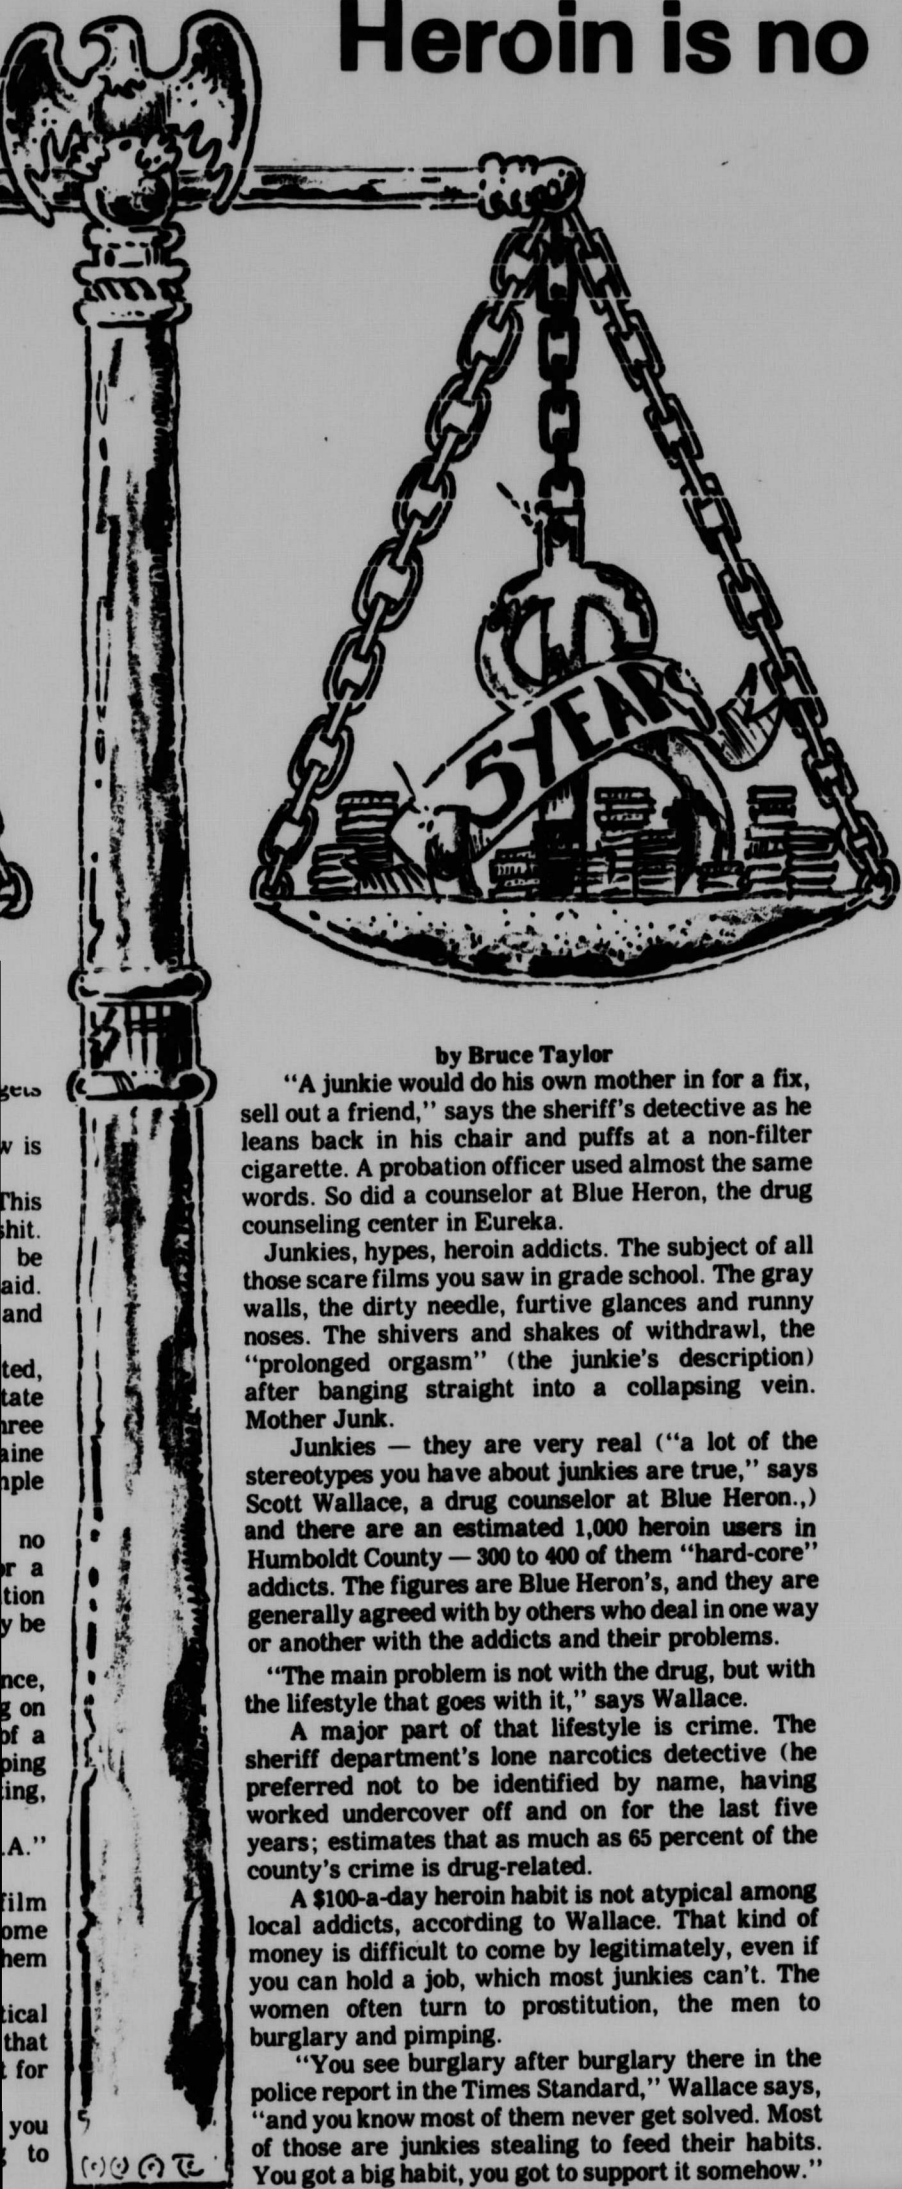 Heroin is no
5 YEARS
by Bruce Taylor
"A junkie would do his own mother in for a fix,
sell out a friend," says the sheriff's detective as he
leans back in his chair and puffs at a non-filter
cigarette. A probation officer used almost the same
words. So did a counselor at Blue Heron, the drug
counseling center in Eureka.
Junkies, hypes, heroin addicts. The subject of all
those scare films you saw in grade school. The gray
walls, the dirty needle, furtive glances and runny
noses. The shivers and shakes of withdrawl, the
"prolonged orgasm" (the junkie's description)
after banging straight into a collapsing vein.
Mother Junk.
Junkies — they are very real ("a lot of the
stereotypes you have about junkies are true," says
Scott Wallace, a drug counselor at Blue Heron.,)
and there are an estimated 1,000 heroin users in
Humboldt County — 300 to 400 of them "hard-core"
addicts. The figures are Blue Heron's, and they are
generally agreed with by others who deal in one way
or another with the addicts and their problems.
"The main problem is not with the drug, but with
the lifestyle that goes with it," says Wallace.
A major part of that lifestyle is crime. The
sheriff department's lone narcotics detective (he
preferred not to be identified by name, having
worked undercover off and on for the last five
years; estimates that as much as 65 percent of the
county's crime is drug-related.
A $100-a-day heroin habit is not atypical among
local addicts, according to Wallace. That kind of
money is difficult to come by legitimately, even if
you can hold a job, which most junkies can't. The
women often turn to prostitution, the men to
burglary and pimping.
"You see burglary after burglary there in the
police report in the Times Standard," Wallace says,
"and you know most of them never get solved. Most
of those are junkies stealing to feed their habits.
You got a big habit, you got to support it somehow."
is
This
be
and
no
a
be
on
a
film
that
for
you
to